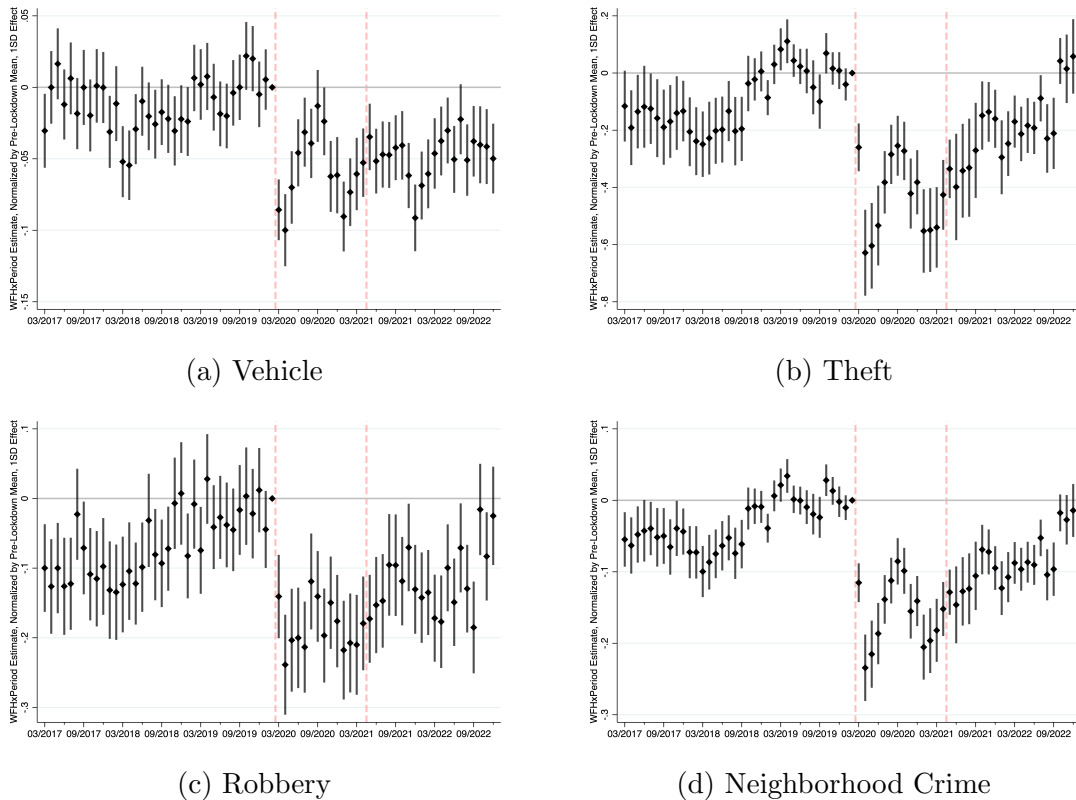 WFHxPeriod Estimate, Normalized by Pre-Lockdown Mean, 1SD Effect
.05
0
-.05
-.1
-.15
03/2017 09/2017 03/2018 09/2018 03/2019 09/2019 03/2020 09/2020 03/2021 09/2021 03/2022 09/2022
(a) Vehicle
WFHxPeriod Estimate, Normalized by Pre-Lockdown Mean, 1SD Effect
.2
0
-.2
-.4
-.6
-.8
03/2017 09/2017 03/2018 09/2018 03/2019 09/2019 03/2020 09/2020 03/2021 09/2021 03/2022 09/2022
(b) Theft
WFHxPeriod Estimate, Normalized by Pre-Lockdown Mean, 1SD Effect
.1
0
-.1
-.2
-.3
03/2017 09/2017 03/2018 09/2018 03/2019 09/2019 03/2020 09/2020 03/2021 09/2021 03/2022 09/2022
(c) Robbery
WFHxPeriod Estimate, Normalized by Pre-Lockdown Mean, 1SD Effect
.1
0
-.1
-.2
-.3
03/2017 09/2017 03/2018 09/2018 03/2019 09/2019 03/2020 09/2020 03/2021 09/2021 03/2022 09/2022
(d) Neighborhood Crime